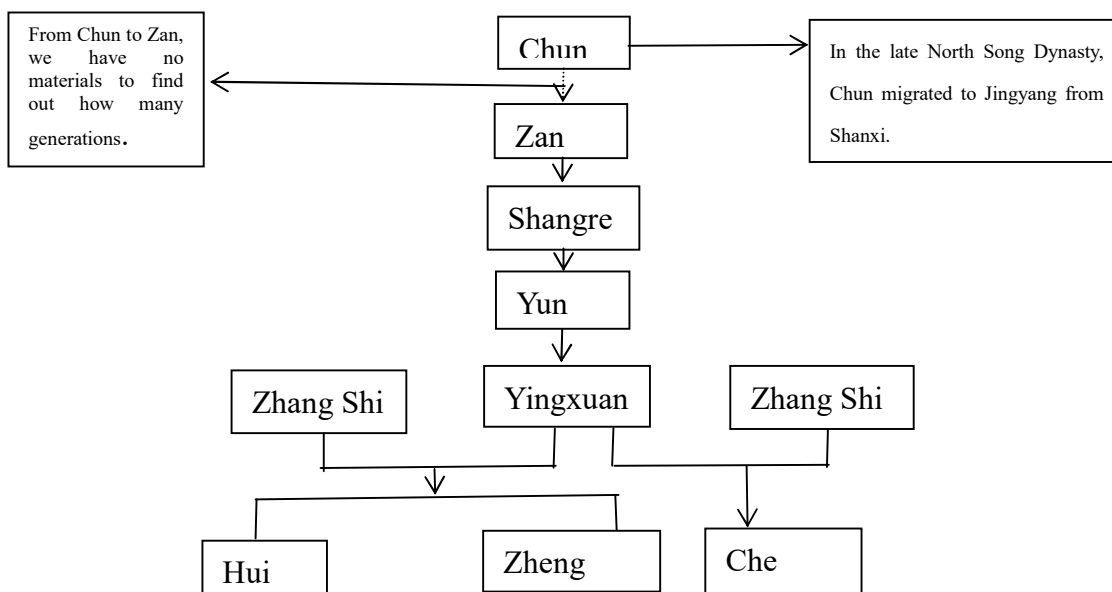 From Chun to Zan,
we have no
materials to find
out how many
generations.
Chun
In the late North Song Dynasty,
Chun migrated to Jingyang from
Shanxi.
Zan
Shangre
Yun
Zhang Shi
Yingxuan
Zhang Shi
Hui
Zheng
Che